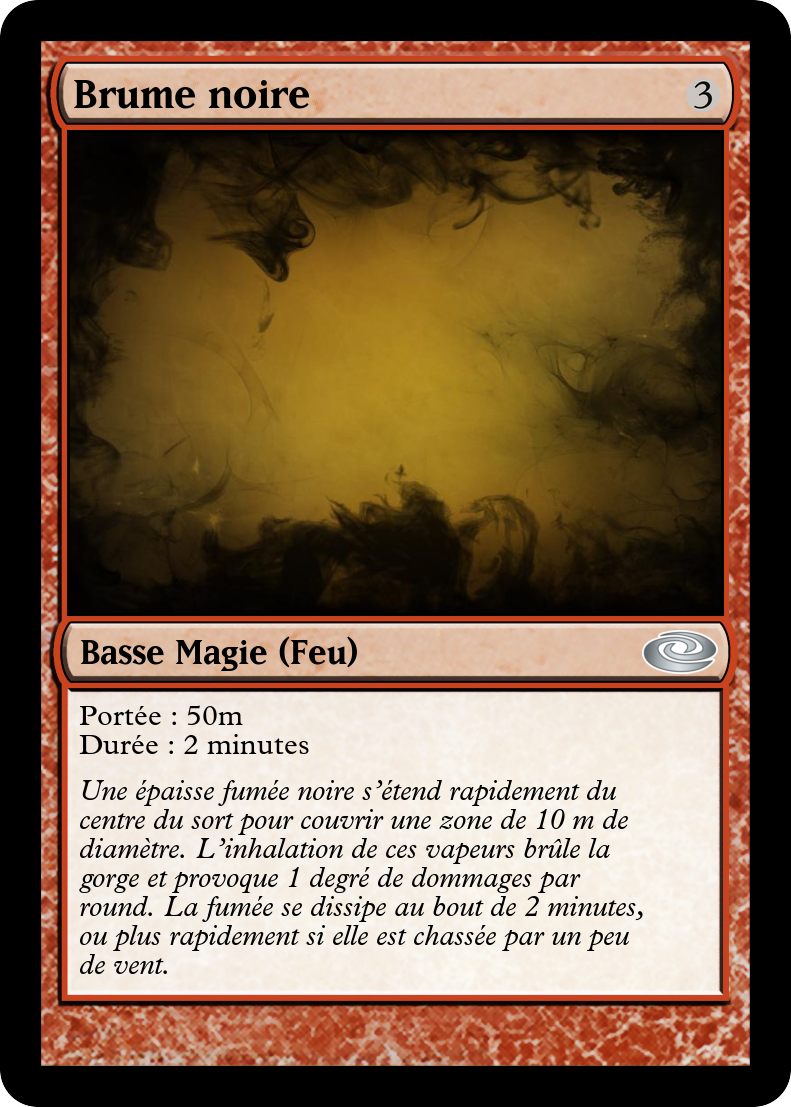 Brume noire
3
Basse Magie (Feu)
Portée : 50m
Durée : 2 minutes
Une épaisse fumée noire s'étend rapidement du
centre du sort pour couvrir une zone de 10 m de
diamètre. L'inhalation de ces vapeurs brûle la
gorge et provoque 1 degré de dommages par
round. La fumée se dissipe au bout de 2 minutes,
ou plus rapidement si elle est chassée par un peu
de vent.